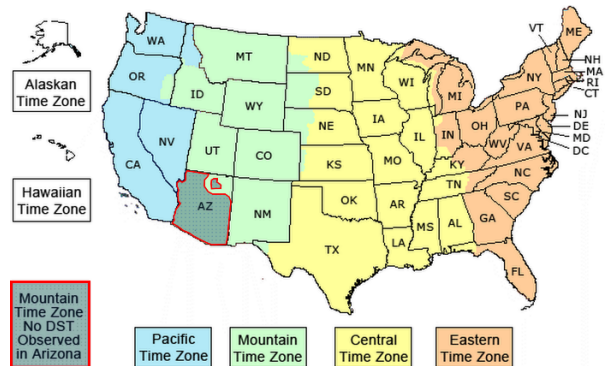 WA
OR
CA
NV
ID
MT
WY
UT
CO
AZ
NM
ND
SD
NE
KS
OK
TX
MN
IA
MO
AR
LA
WI
IL
MS
AL
TN
KY
IN
MI
OH
WV
VA
NC
SC
GA
FL
PA
NY
ME
VT
NH
MA
RI
CT
NJ
DE
MD
DC
Alaskan
Time Zone
Hawaiian
Time Zone
Mountain
Time Zone
No DST
Observed
in Arizona
Pacific
Time Zone
Mountain
Time Zone
Central
Time Zone
Eastern
Time Zone